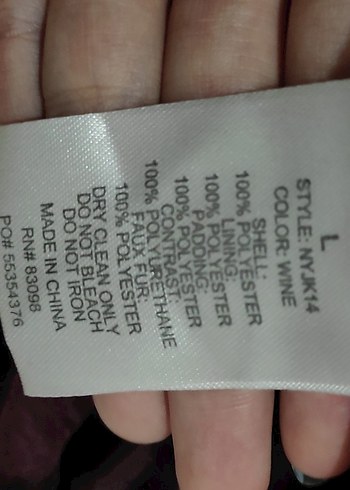 L
STYLE: NYJK14
COLOR: WINE
SHELL:
100% POLYESTER
LINING:
100% POLYESTER
PADDING:
100% POLYESTER
CONTRAST:
100% POLYURETHANE
FAUX FUR:
100% POLYESTER
DRY CLEAN ONLY
DO NOT BLEACH
DO NOT IRON
MADE IN CHINA
RN# 83098
PO# 55354376